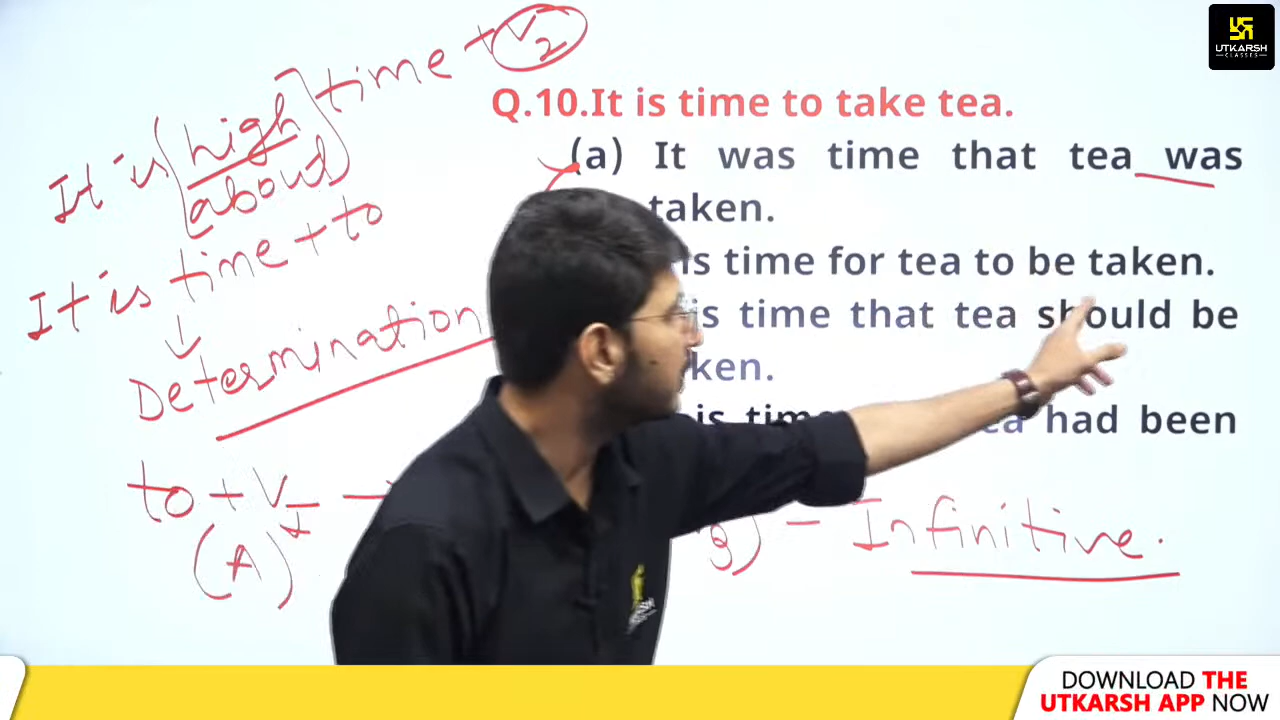 It is high time + V2
about
It is time + to
Determination
to + V1
(A)
- Infinitive.
Q.10.It is time to take tea.
(a) It was time that tea was
taken.
is time for tea to be taken.
is time that tea should be
ken.
is had been
UTKARSH
CLASSES
DOWNLOAD THE
UTKARSH APP NOW